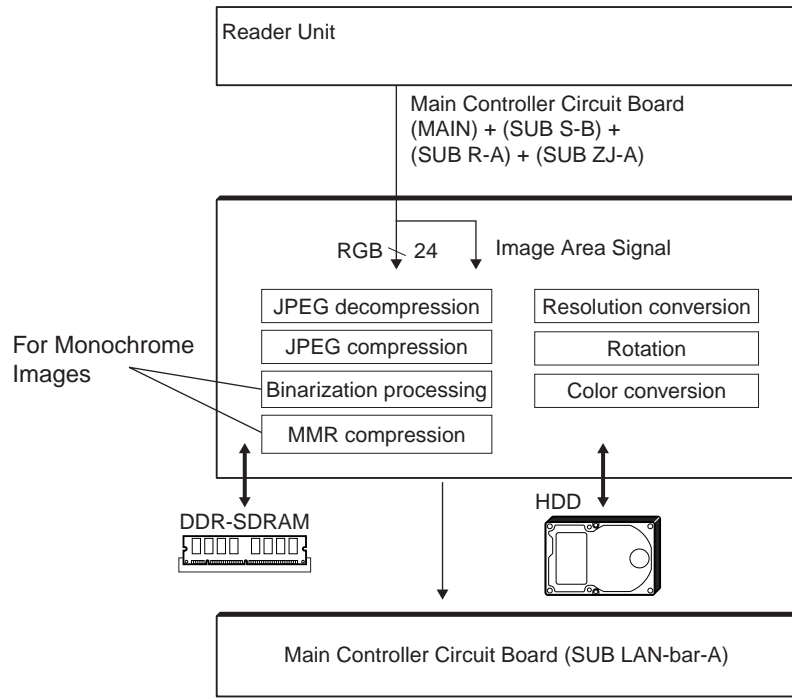 Reader Unit
Main Controller Circuit Board
(MAIN) + (SUB S-B) +
(SUB R-A) + (SUB ZJ-A)
RGB 24
Image Area Signal
JPEG decompression
JPEG compression
Binarization processing
MMR compression
Resolution conversion
Rotation
Color conversion
For Monochrome
Images
DDR-SDRAM
HDD
Main Controller Circuit Board (SUB LAN-bar-A)